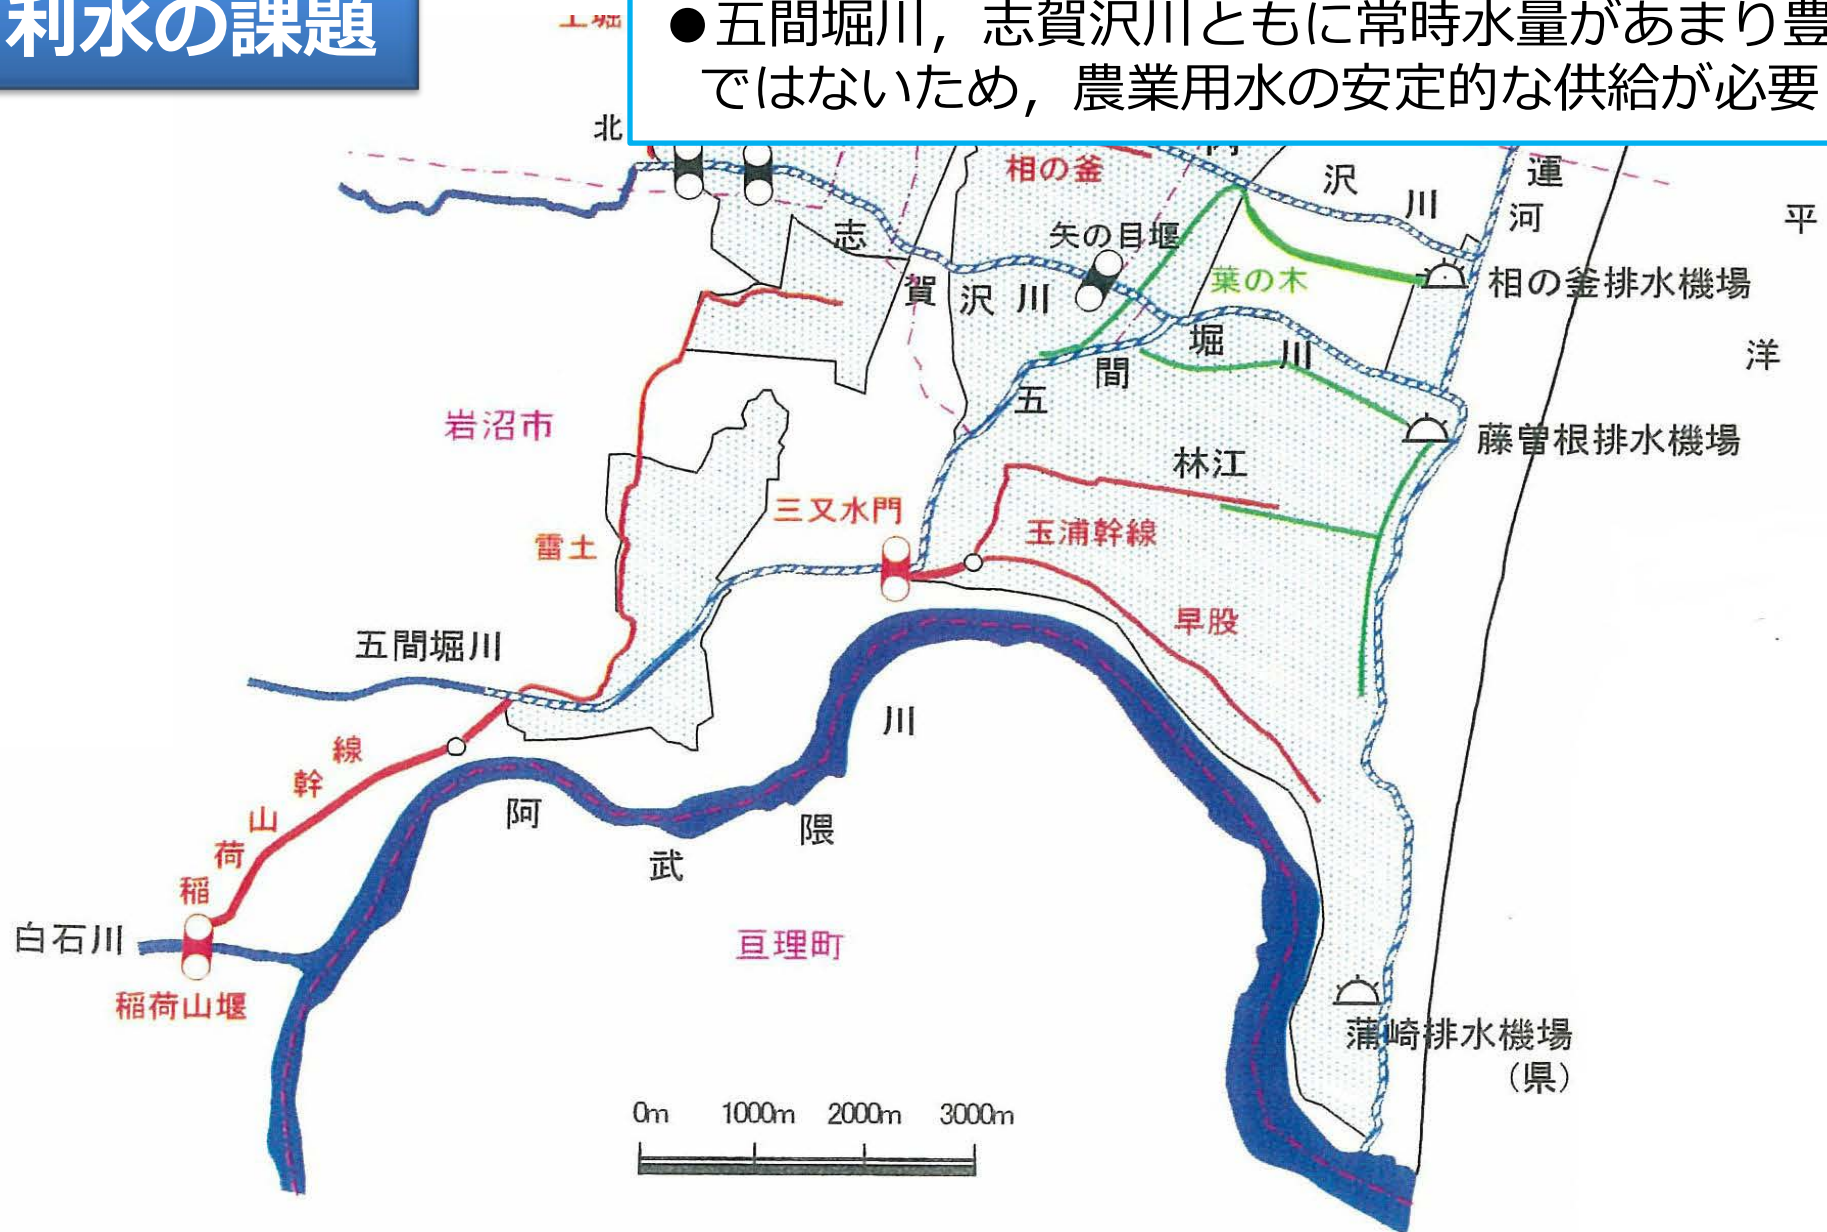 利水の課題
●五間堀川，志賀沢川ともに常時水量があまり豊
ではないため，農業用水の安定的な供給が必要
土堀
北
相の釜
沢
川
運
河
平
洋
志
賀
沢
川
矢の目堰
葉の木
相の釜排水機場
堀
川
間
五
岩沼市
藤曽根排水機場
林江
三又水門
玉浦幹線
雷土
早股
五間堀川
川
線
幹
山
荷
稲
阿
武
隈
白石川
亘理町
稲荷山堰
蒲崎排水機場
（県）
0m 1000m 2000m 3000m